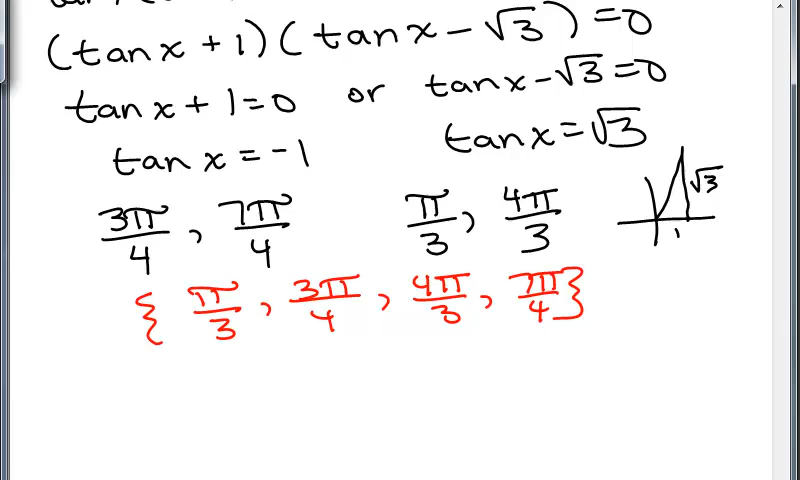 (tan x + 1)(tan x − √3) = 0
tan x + 1 = 0 or tan x − √3 = 0
tan x = −1 tan x = √3
3π/4, 7π/4 π/3, 4π/3 √3
1
{ π/3, 3π/4, 4π/3, 7π/4 }